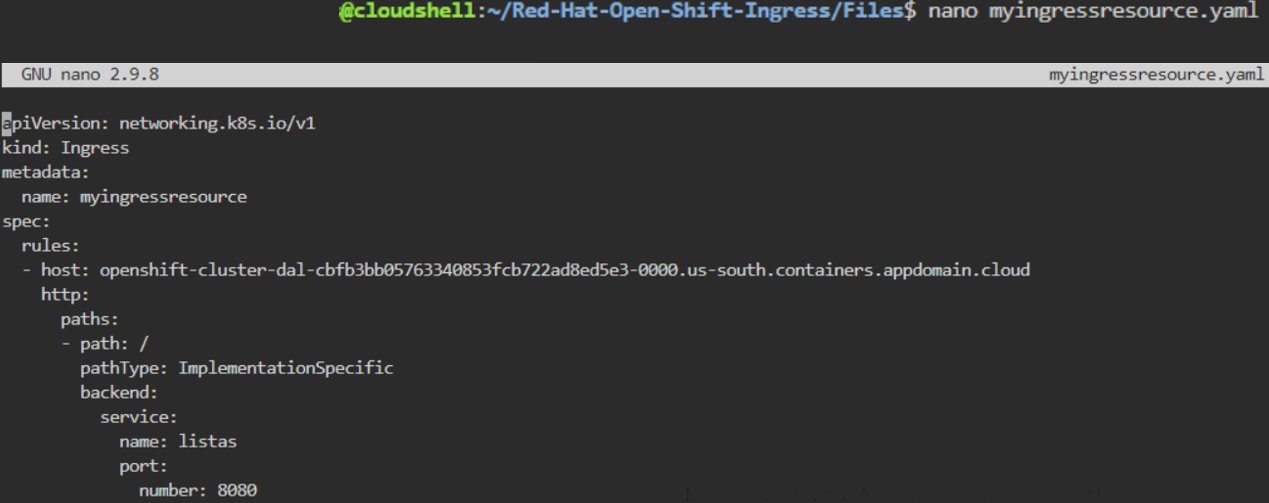 @cloudshell:~/Red-Hat-Open-Shift-Ingress/Files$ nano myingressresource.yaml
GNU nano 2.9.8 myingressresource.yaml
apiVersion: networking.k8s.io/v1
kind: Ingress
metadata:
  name: myingressresource
spec:
  rules:
  - host: openshift-cluster-dal-cbfb3bb05763340853fcb722ad8ed5e3-0000.us-south.containers.appdomain.cloud
    http:
      paths:
      - path: /
        pathType: ImplementationSpecific
        backend:
          service:
            name: listas
            port:
              number: 8080